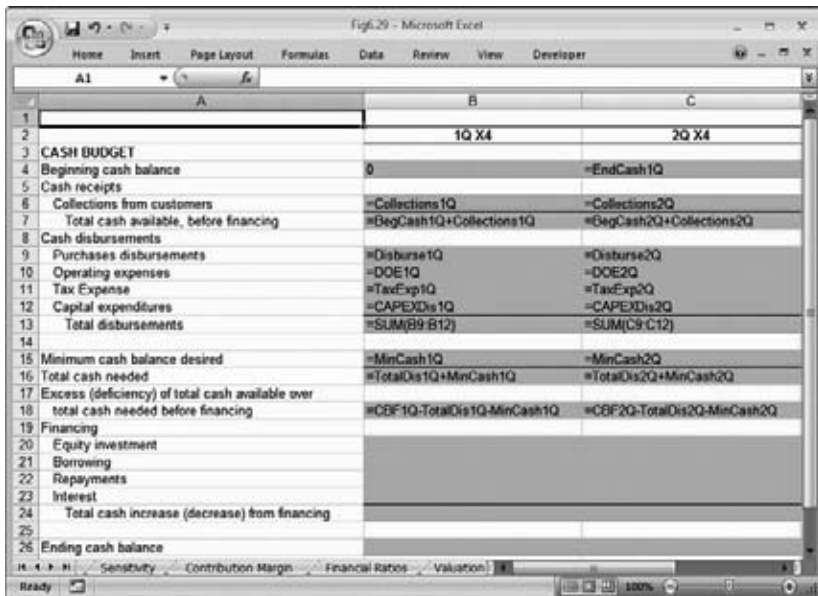 Fig6.29 - Microsoft Excel
Home Insert Page Layout Formulas Data Review View Developer
A1 fx
A B C
1
2 1Q X4 2Q X4
3 CASH BUDGET
4 Beginning cash balance 0 =EndCash1Q
5 Cash receipts
6 Collections from customers =Collections1Q =Collections2Q
7 Total cash available, before financing =BegCash1Q+Collections1Q =BegCash2Q+Collections2Q
8 Cash disbursements
9 Purchases disbursements =Disburse1Q =Disburse2Q
10 Operating expenses =DOE1Q =DOE2Q
11 Tax Expense =TaxExp1Q =TaxExp2Q
12 Capital expenditures =CAPEXDis1Q =CAPEXDis2Q
13 Total disbursements =SUM(B9:B12) =SUM(C9:C12)
14
15 Minimum cash balance desired =MinCash1Q =MinCash2Q
16 Total cash needed =TotalDis1Q+MinCash1Q =TotalDis2Q+MinCash2Q
17 Excess (deficiency) of total cash available over
18 total cash needed before financing =CBF1Q-TotalDis1Q-MinCash1Q =CBF2Q-TotalDis2Q-MinCash2Q
19 Financing
20 Equity investment
21 Borrowing
22 Repayments
23 Interest
24 Total cash increase (decrease) from financing
25
26 Ending cash balance
Sensitivity Contribution Margin Financial Ratios Valuation
Ready 100%